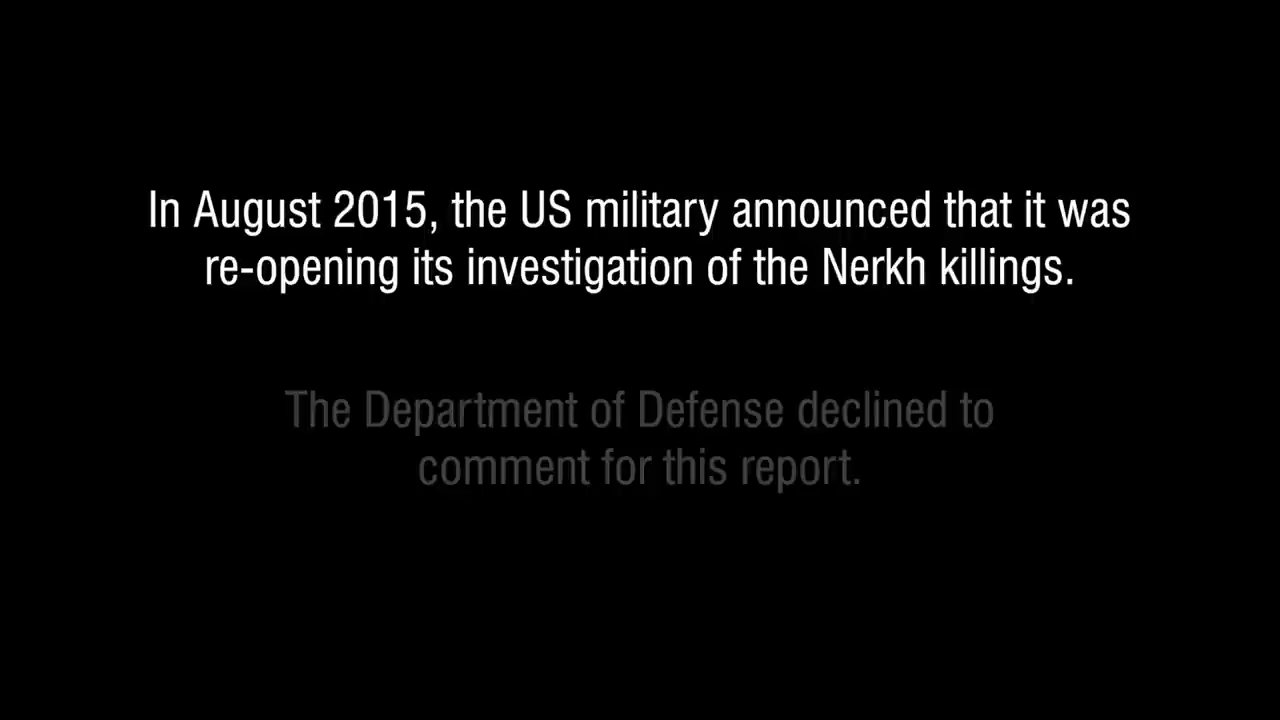 In August 2015, the US military announced that it was
re-opening its investigation of the Nerkh killings.
The Department of Defense declined to
comment for this report.